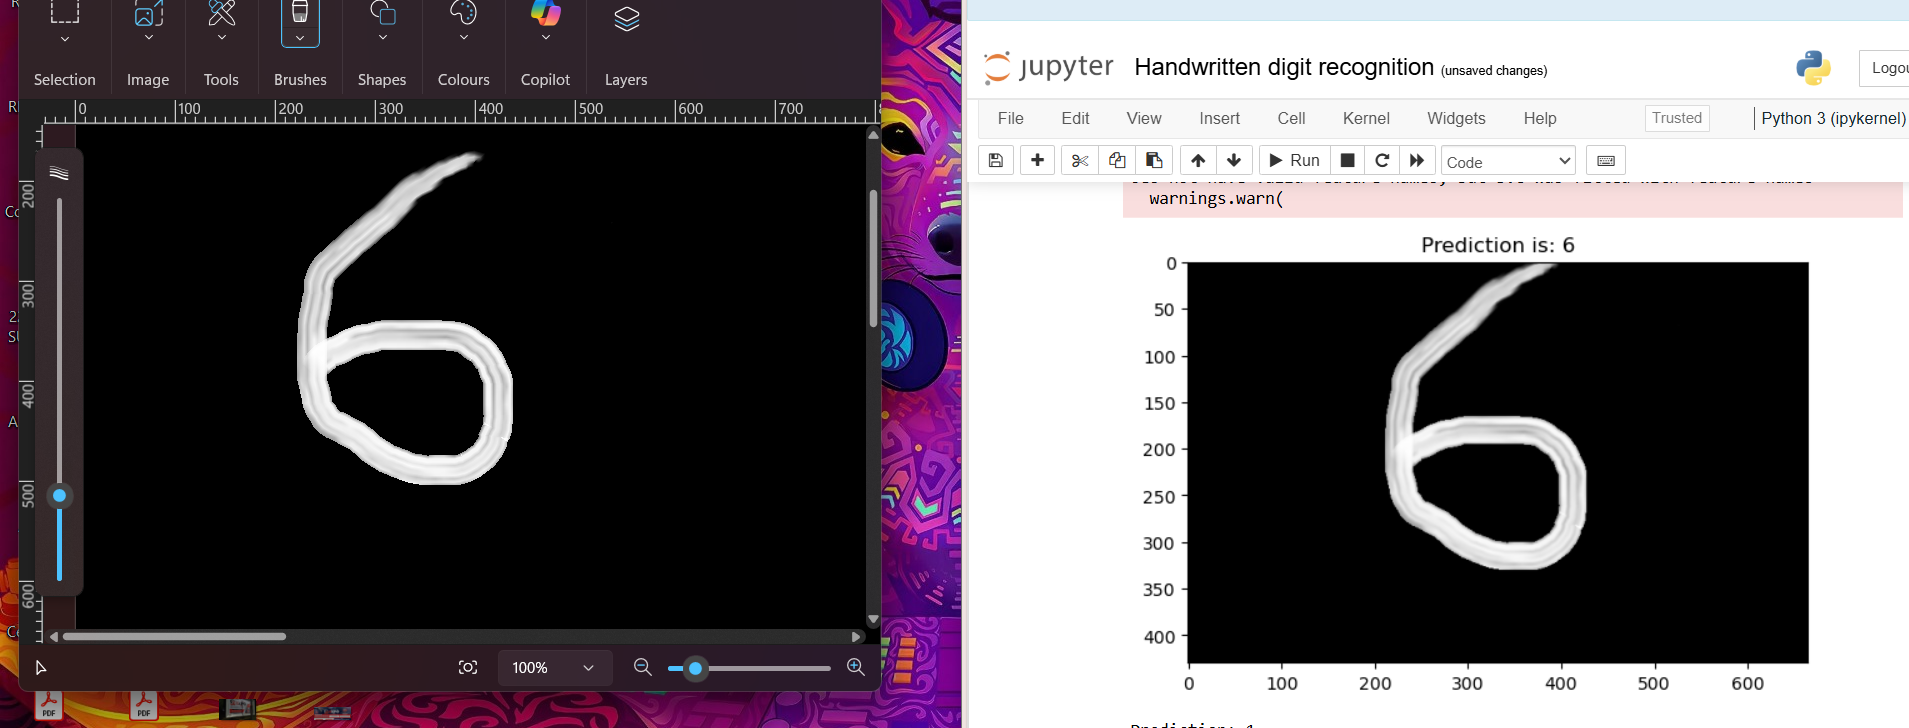 Selection Image Tools Brushes Shapes Colours Copilot Layers
0 100 200 300 400 500 600 700
200
300
400
500
600
6
100%
PDF
PDF
jupyter Handwritten digit recognition (unsaved changes)
Logou
File Edit View Insert Cell Kernel Widgets Help Trusted Python 3 (ipykernel)
Run Code
warnings.warn(
Prediction is: 6
0
50
100
150
200
250
300
350
400
6
0 100 200 300 400 500 600